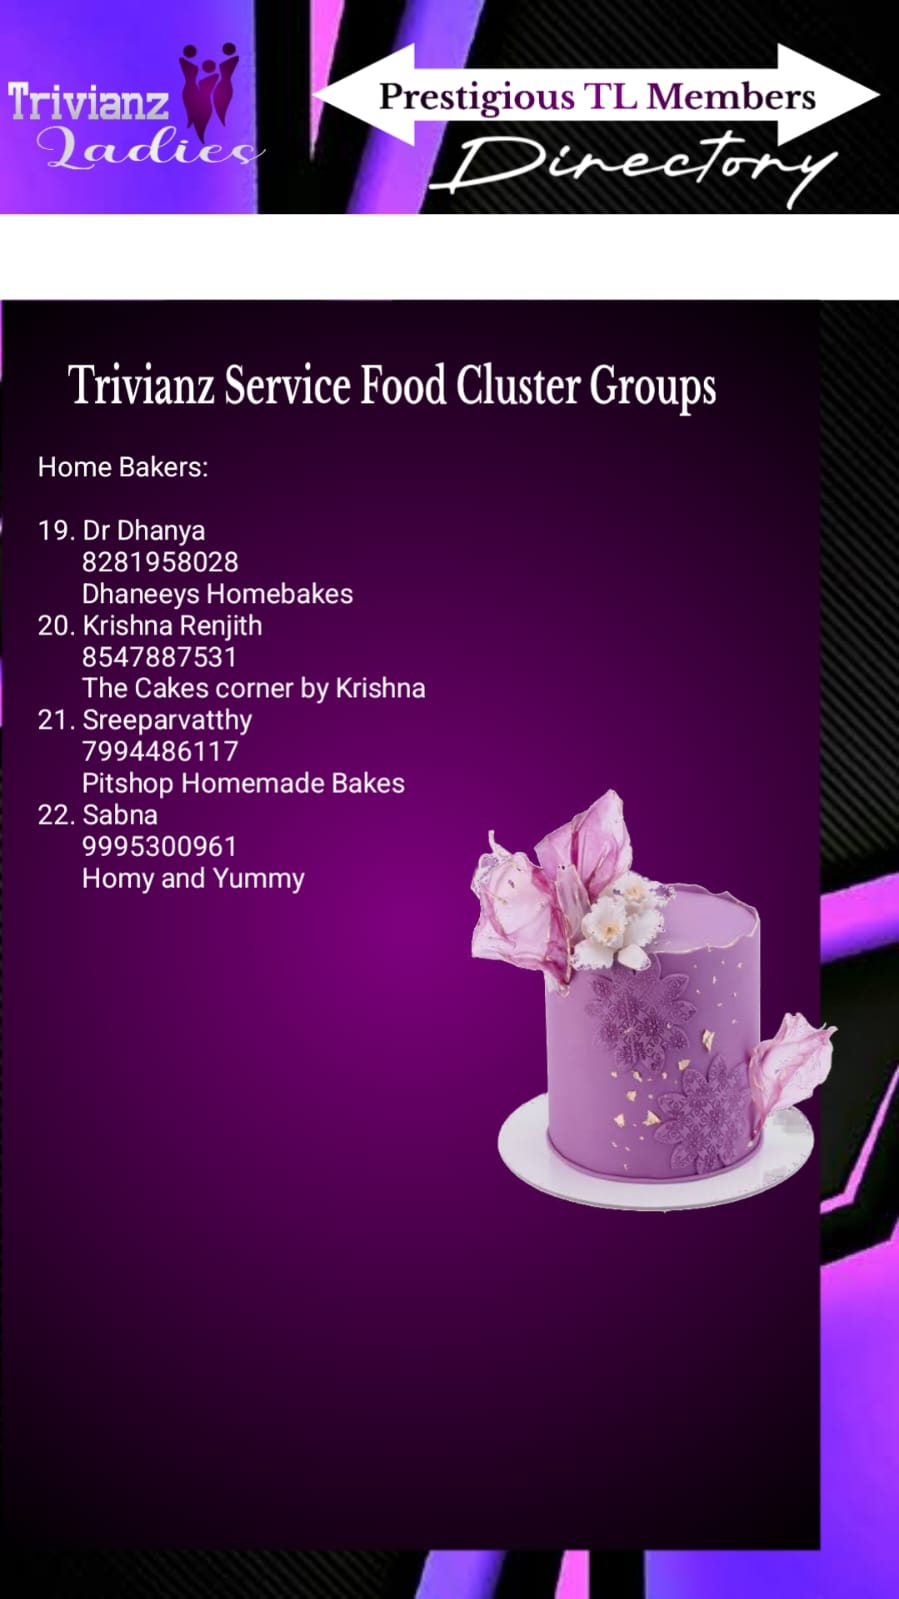 Trivianz
Ladies
Prestigious TL Members
Directory
Trivianz Service Food Cluster Groups
Home Bakers:
19. Dr Dhanya
8281958028
Dhaneeys Homebakes
20. Krishna Renjith
8547887531
The Cakes corner by Krishna
21. Sreeparvatthy
7994486117
Pitshop Homemade Bakes
22. Sabna
9995300961
Homy and Yummy